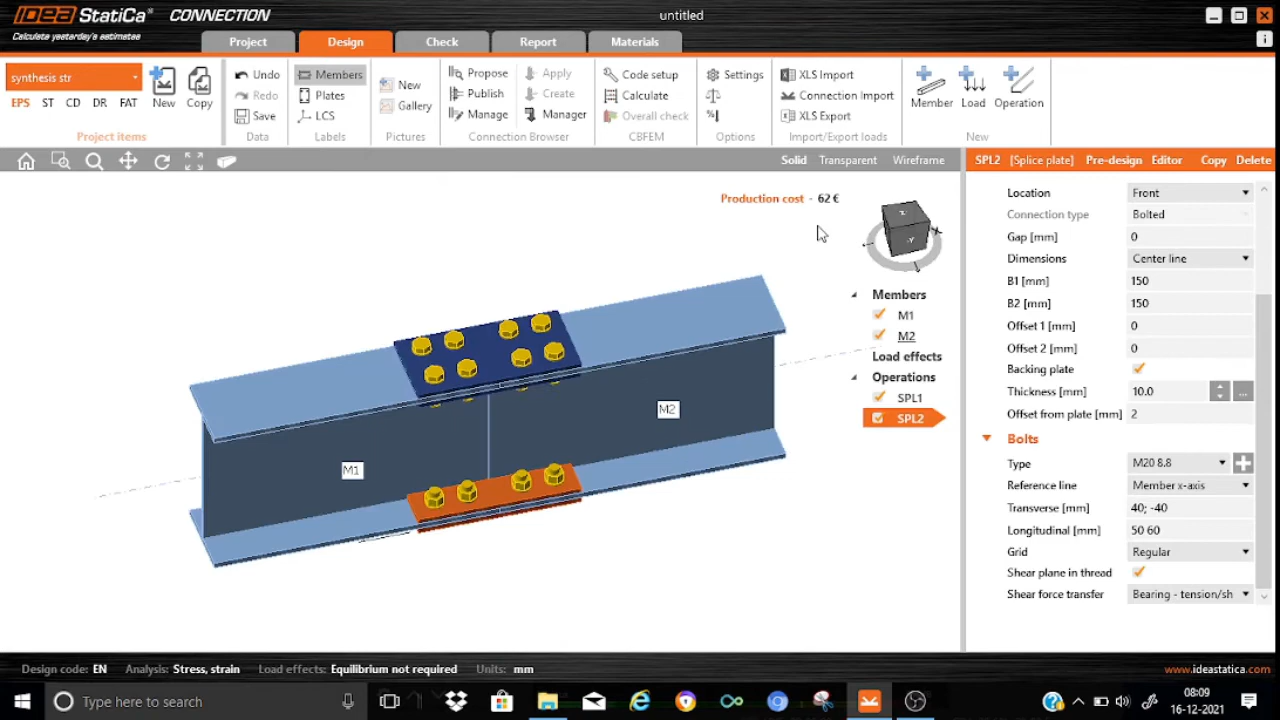 IDEA StatiCa® CONNECTION
untitled
Calculate yesterday's estimates
Project Design Check Report Materials
synthesis str
EPS ST CD DR FAT
New Copy
Project items
Undo
Redo
Save
Data
Members
Plates
LCS
Labels
New
Gallery
Pictures
Propose Apply
Publish Create
Manage Manager
Connection Browser
Code setup
Calculate
Overall check
CBFEM
Settings
Options
XLS Import
Connection Import
XLS Export
Import/Export loads
Member Load Operation
New
Solid Transparent Wireframe
SPL2 [Splice plate] Pre-design Editor Copy Delete
Production cost - 62 €
Members
M1
M2
Load effects
Operations
SPL1
SPL2
M1
M2
Location Front
Connection type Bolted
Gap [mm] 0
Dimensions Center line
B1 [mm] 150
B2 [mm] 150
Offset 1 [mm] 0
Offset 2 [mm] 0
Backing plate
Thickness [mm] 10.0 ...
Offset from plate [mm] 2
Bolts
Type M20 8.8
Reference line Member x-axis
Transverse [mm] 40; -40
Longitudinal [mm] 50 60
Grid Regular
Shear plane in thread
Shear force transfer Bearing - tension/sh
Design code: EN Analysis: Stress, strain Load effects: Equilibrium not required Units: mm
www.ideastatica.com
Type here to search
08:09
16-12-2021